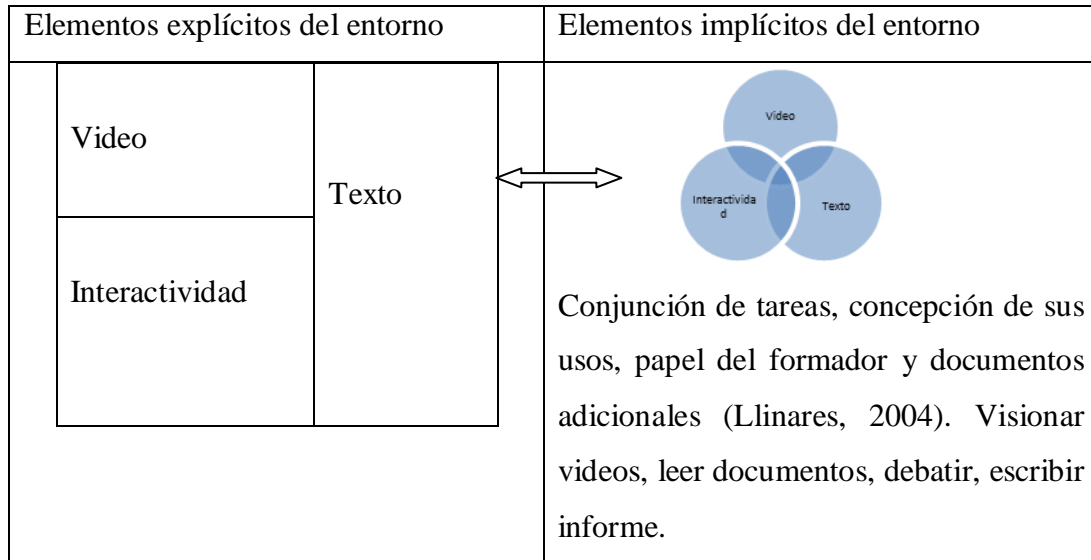 Elementos explícitos del entorno
Elementos implícitos del entorno
Video
Texto
Interactividad
Video
Interactivida
d
Texto
Conjunción de tareas, concepción de sus
usos, papel del formador y documentos
adicionales (Llinares, 2004). Visionar
videos, leer documentos, debatir, escribir
informe.